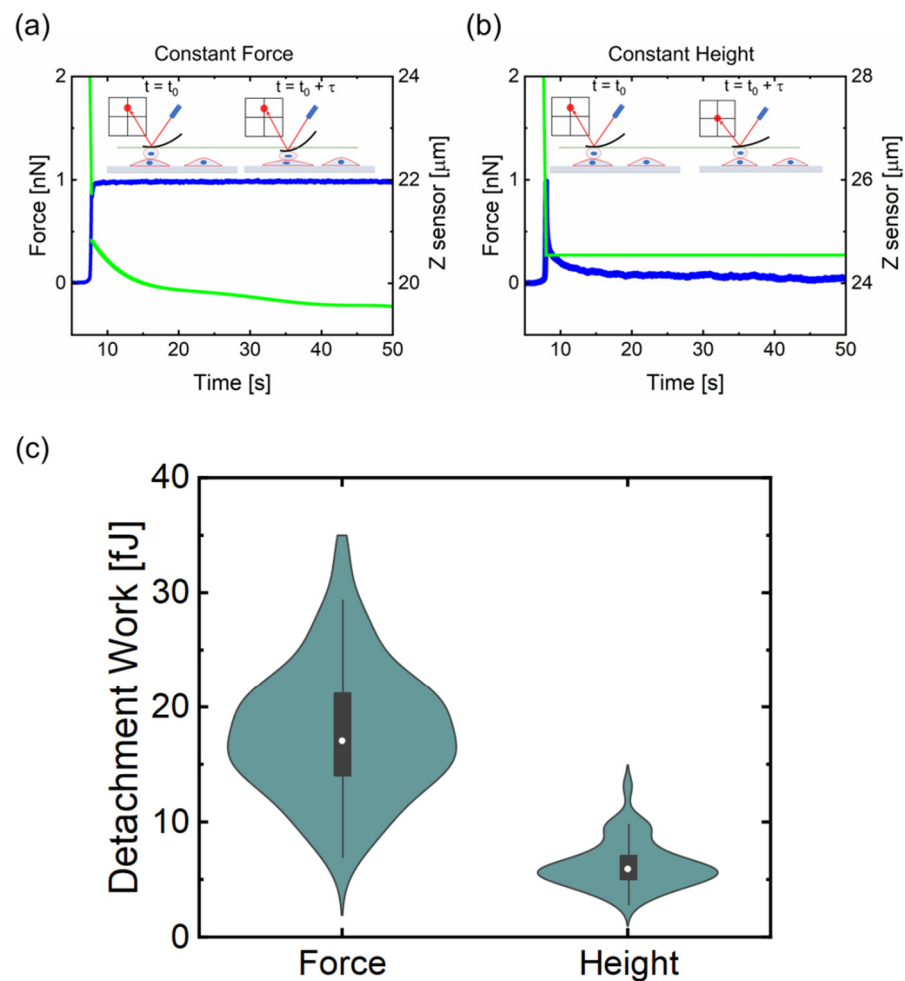 (a)
Constant Force
2
1
0
Force [nN]
24
22
20
Z sensor [μm]
t = t0
t = t0 + τ
10 20 30 40 50
Time [s]
(b)
Constant Height
2
1
0
Force [nN]
28
26
24
Z sensor [μm]
t = t0
t = t0 + τ
10 20 30 40 50
Time [s]
(c)
40
30
20
10
0
Detachment Work [fJ]
Force Height